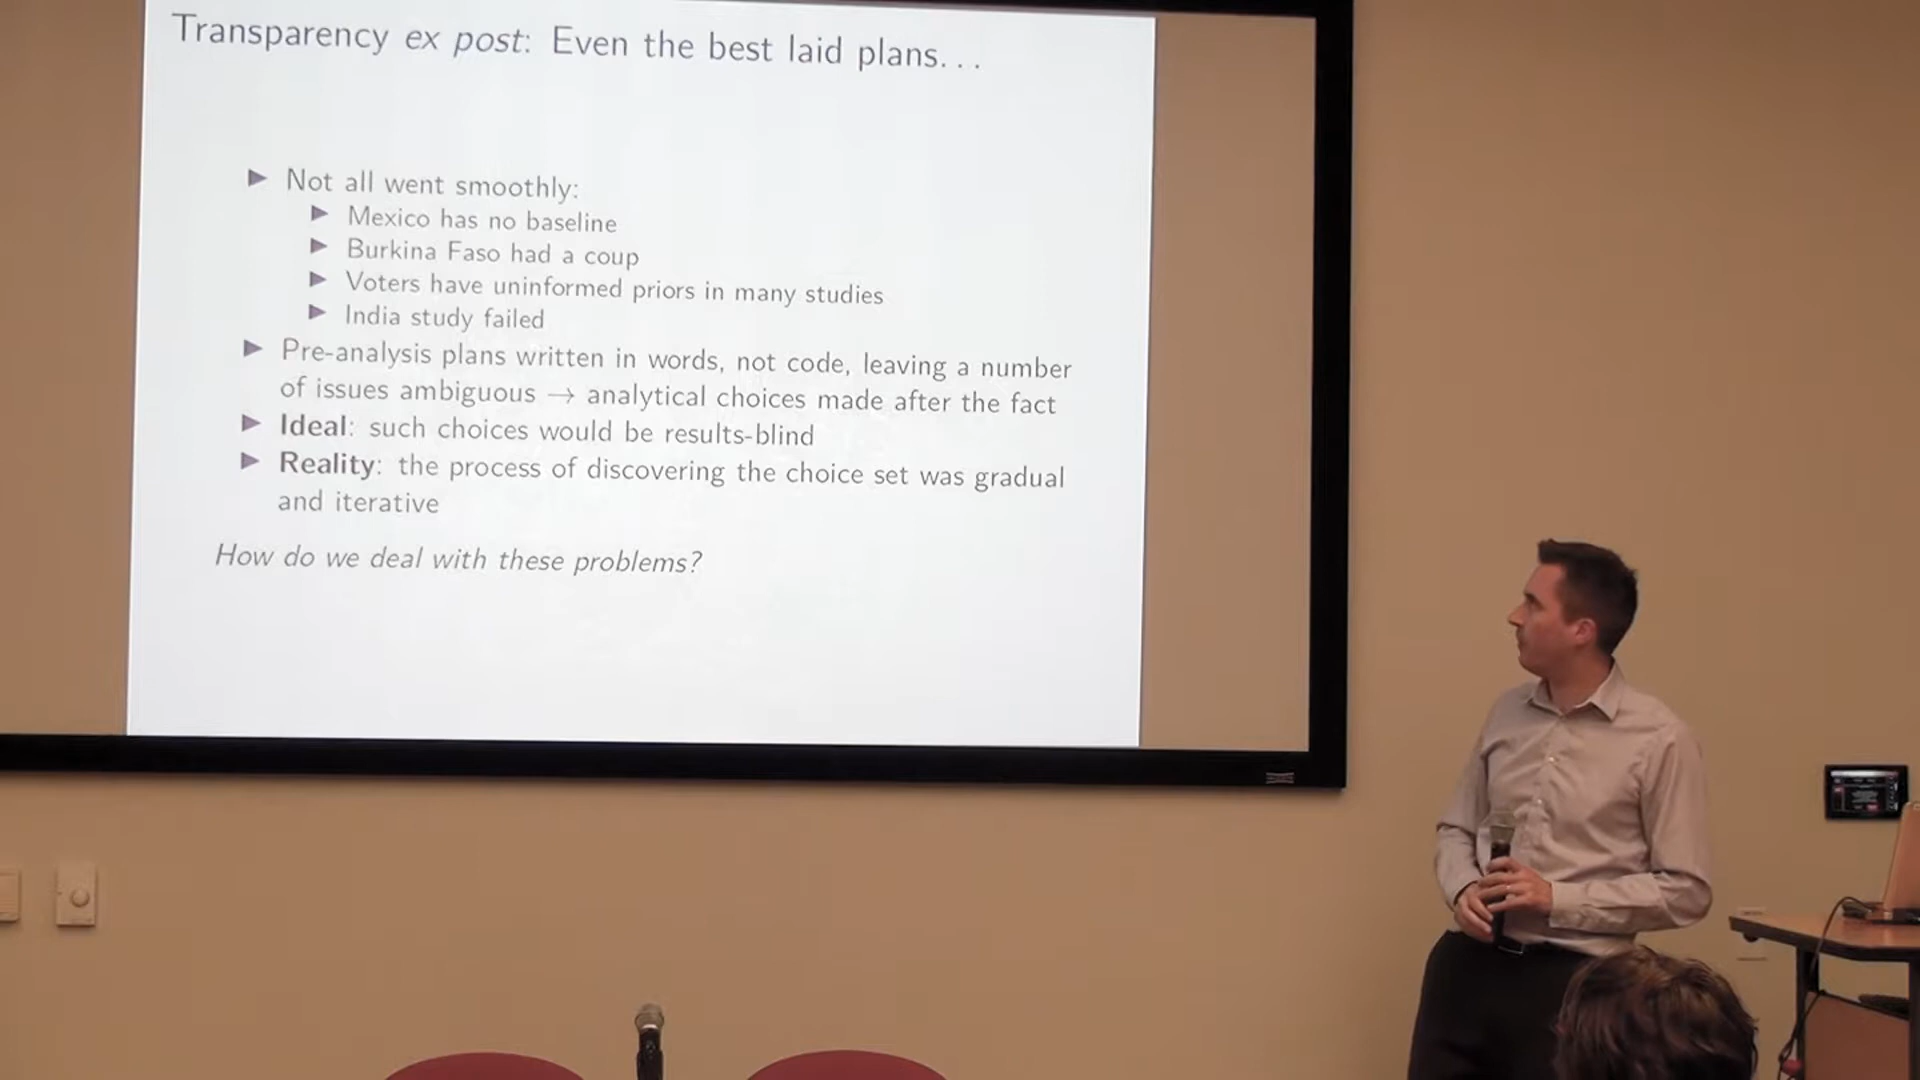 Transparency ex post: Even the best laid plans...
▶ Not all went smoothly:
▶ Mexico has no baseline
▶ Burkina Faso had a coup
▶ Voters have uninformed priors in many studies
▶ India study failed
▶ Pre-analysis plans written in words, not code, leaving a number
of issues ambiguous → analytical choices made after the fact
▶ Ideal: such choices would be results-blind
▶ Reality: the process of discovering the choice set was gradual
and iterative
How do we deal with these problems?